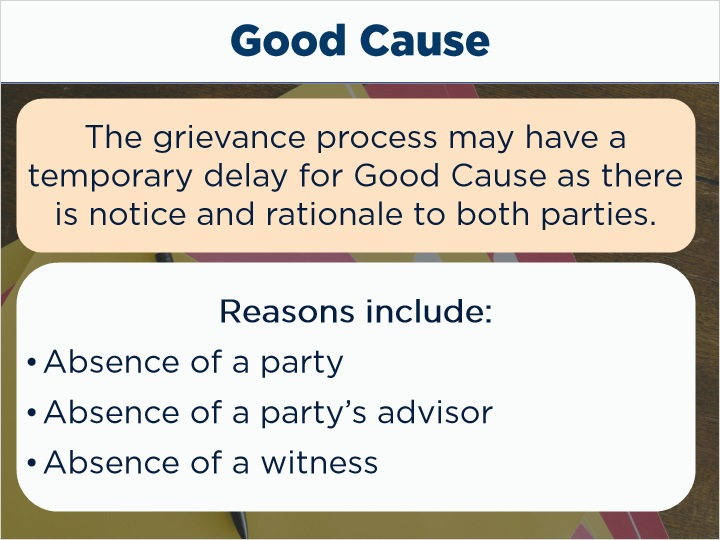 Good Cause
The grievance process may have a
temporary delay for Good Cause as there
is notice and rationale to both parties.
Reasons include:
• Absence of a party
• Absence of a party’s advisor
• Absence of a witness